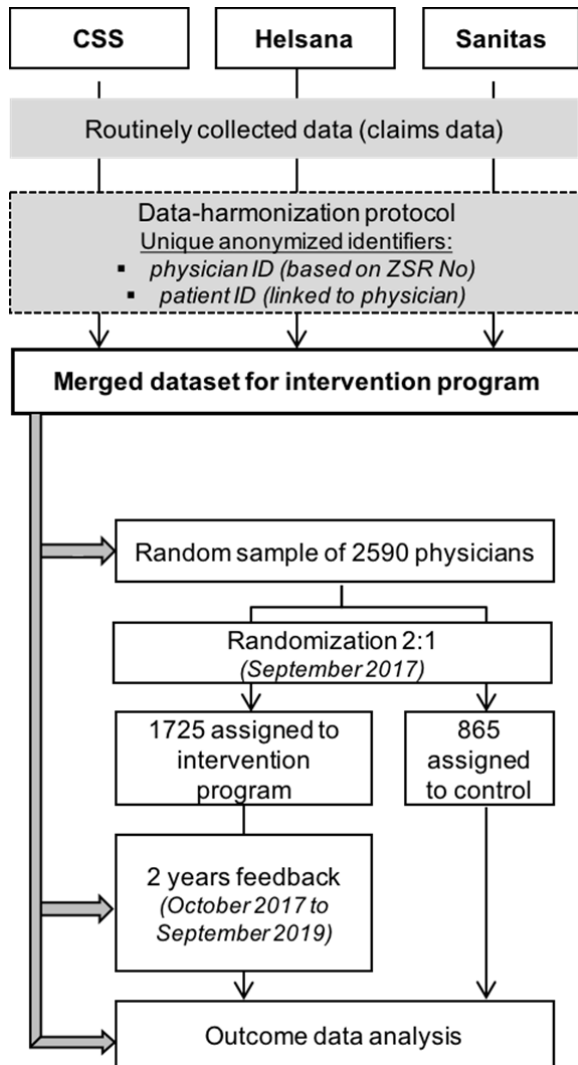 CSS
Helsana
Sanitas
Routinely collected data (claims data)
Data-harmonization protocol
Unique anonymized identifiers:
▪ physician ID (based on ZSR No)
▪ patient ID (linked to physician)
Merged dataset for intervention program
Random sample of 2590 physicians
Randomization 2:1
(September 2017)
1725 assigned to
intervention
program
865
assigned
to control
2 years feedback
(October 2017 to
September 2019)
Outcome data analysis